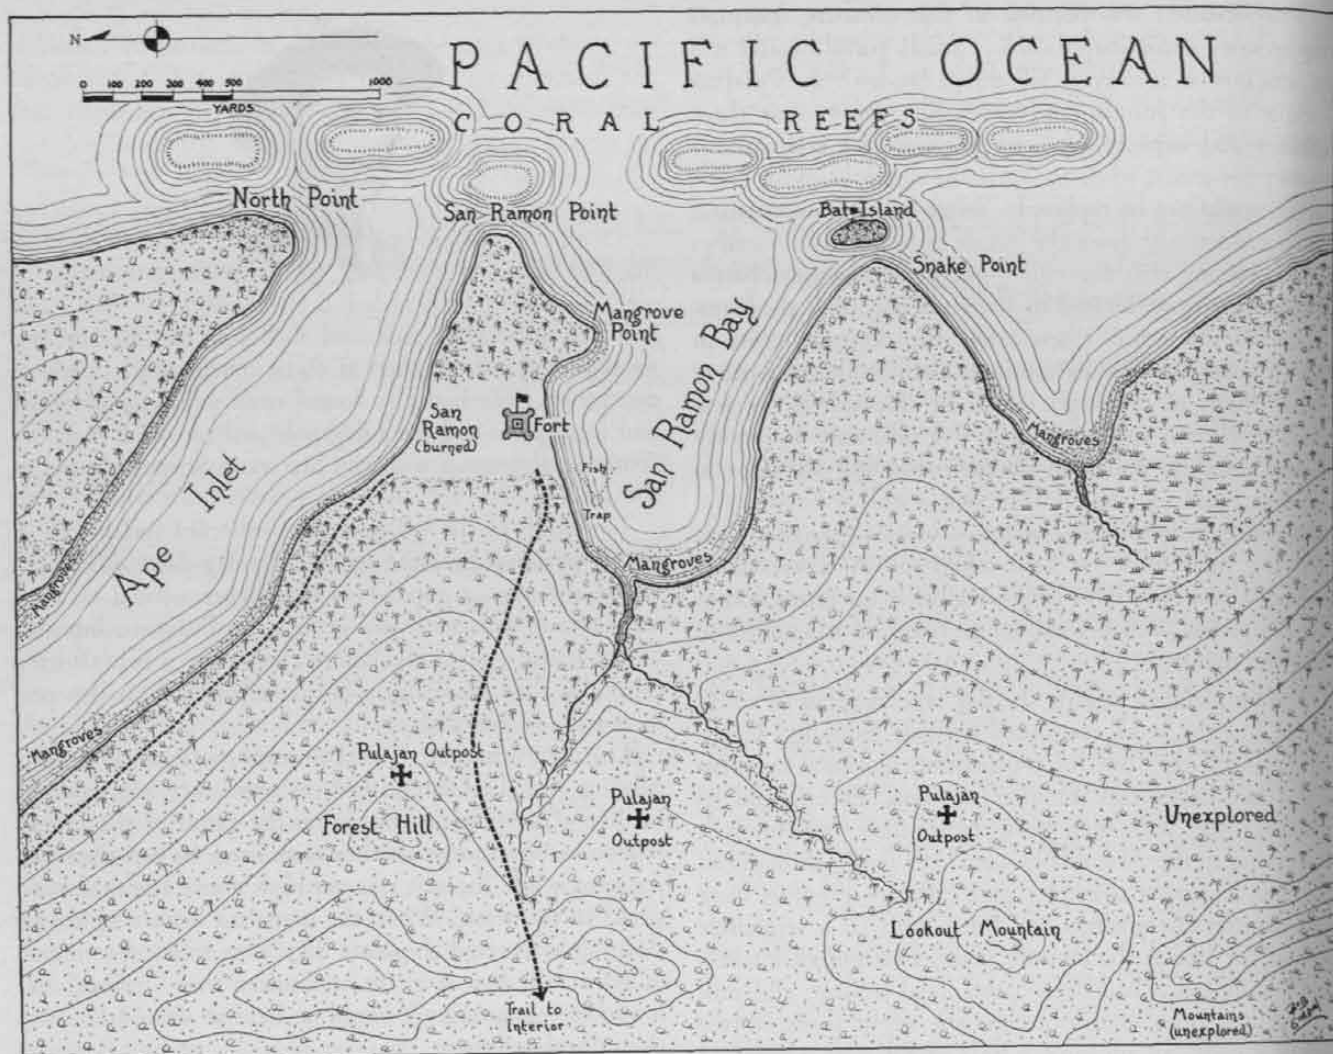 N
PACIFIC OCEAN
0 100 200 300 400 500 1000
YARDS
CORAL REEFS
North Point
San Ramon Point
Bat Island
Snake Point
Mangrove
Point
San Ramon Bay
San
Ramon
(burned)
Fort
Mangroves
Ape Inlet
Fish
Trap
Mangroves
Mangroves
Mangroves
Pulajan Outpost
Forest Hill
Pulajan
Outpost
Pulajan
Outpost
Unexplored
Lookout Mountain
Trail to
Interior
Mountains
(unexplored)